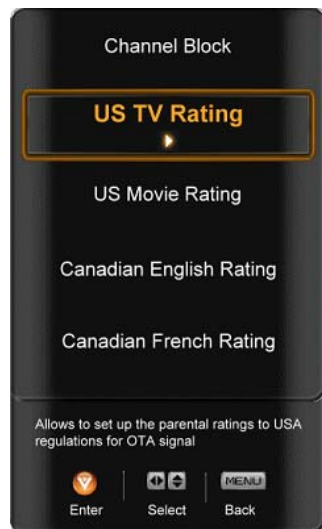 Channel Block
US TV Rating
US Movie Rating
Canadian English Rating
Canadian French Rating
Allows to set up the parental ratings to USA
regulations for OTA signal
MENU
Enter Select Back